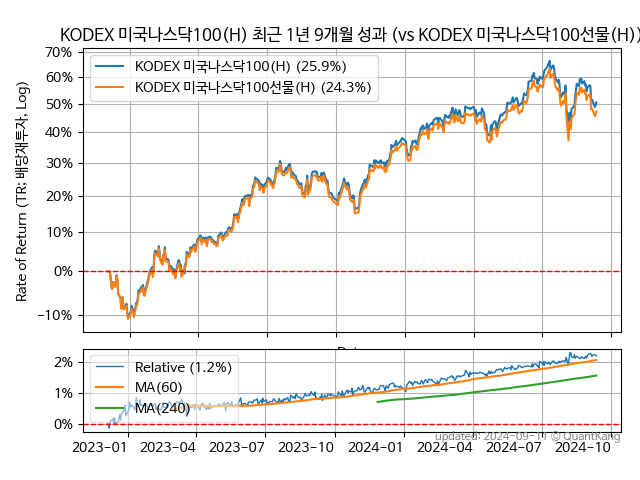 KODEX 미국나스닥100(H) 최근 1년 9개월 성과 (vs KODEX 미국나스닥100선물(H))
70%
60%
50%
40%
30%
20%
10%
0%
−10%
Rate of Return (TR: 배당재투자, Log)
KODEX 미국나스닥100(H) (25.9%)
KODEX 미국나스닥100선물(H) (24.3%)
2%
1%
0%
Relative (1.2%)
MA(60)
MA(240)
2023-01 2023-04 2023-07 2023-10 2024-01 2024-04 2024-07 2024-10
updated: 2024-09-11 © QuantKang